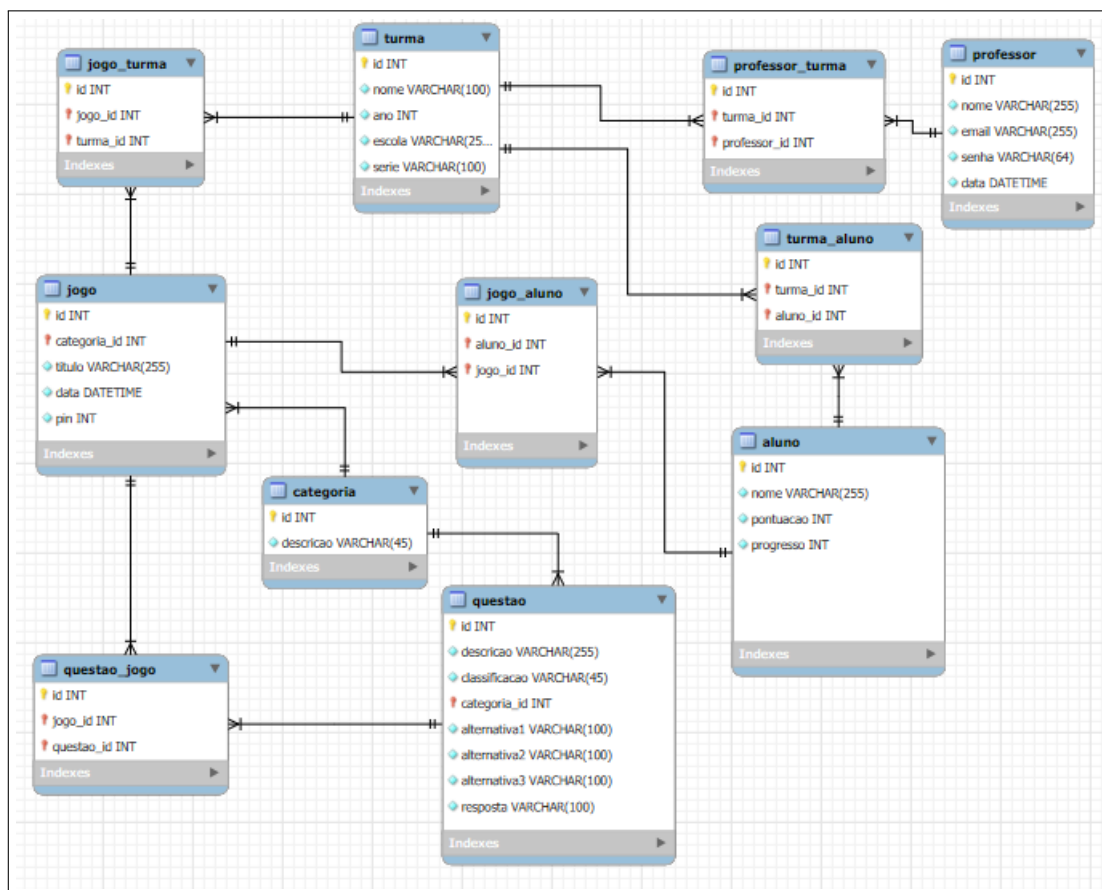 turma
id INT
nome VARCHAR(100)
ano INT
escola VARCHAR(25...
serie VARCHAR(100)
Indexes
jogo_turma
id INT
jogo_id INT
turma_id INT
Indexes
professor_turma
id INT
turma_id INT
professor_id INT
Indexes
professor
id INT
nome VARCHAR(255)
email VARCHAR(255)
senha VARCHAR(64)
data DATETIME
Indexes
turma_aluno
id INT
turma_id INT
aluno_id INT
Indexes
jogo
id INT
categoria_id INT
titulo VARCHAR(255)
data DATETIME
pin INT
Indexes
jogo_aluno
id INT
aluno_id INT
jogo_id INT
Indexes
aluno
id INT
nome VARCHAR(255)
pontuacao INT
progresso INT
Indexes
categoria
id INT
descricao VARCHAR(45)
Indexes
questao
id INT
descricao VARCHAR(255)
classificacao VARCHAR(45)
categoria_id INT
alternativa1 VARCHAR(100)
alternativa2 VARCHAR(100)
alternativa3 VARCHAR(100)
resposta VARCHAR(100)
Indexes
questao_jogo
id INT
jogo_id INT
questao_id INT
Indexes